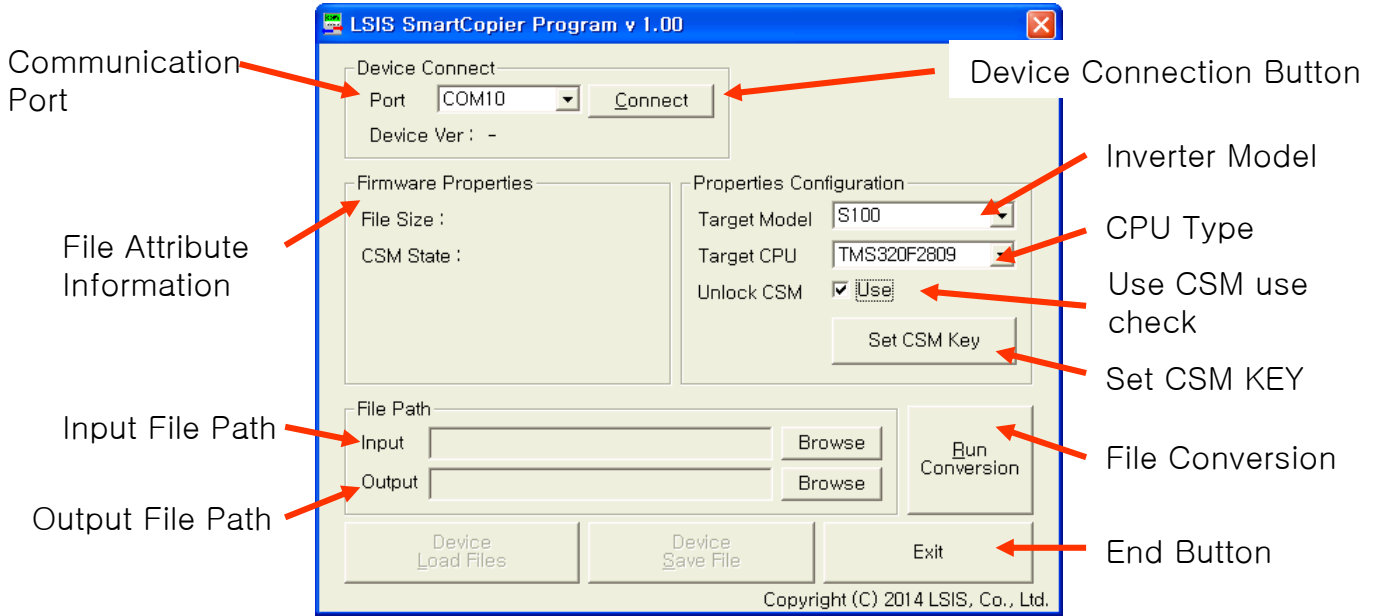 LSIS SmartCopier Program v 1.00
Communication
Port
Device Connect
Port COM10 Connect
Device Ver : -
Device Connection Button
Inverter Model
Firmware Properties
File Size :
CSM State :
File Attribute
Information
Properties Configuration
Target Model S100
Target CPU TMS320F2809
Unlock CSM Use
Set CSM Key
CPU Type
Use CSM use
check
Set CSM KEY
File Path
Input File Path
Input Browse
Output Browse
Output File Path
Run
Conversion
File Conversion
Device
Load Files
Device
Save File
Exit
End Button
Copyright (C) 2014 LSIS, Co., Ltd.